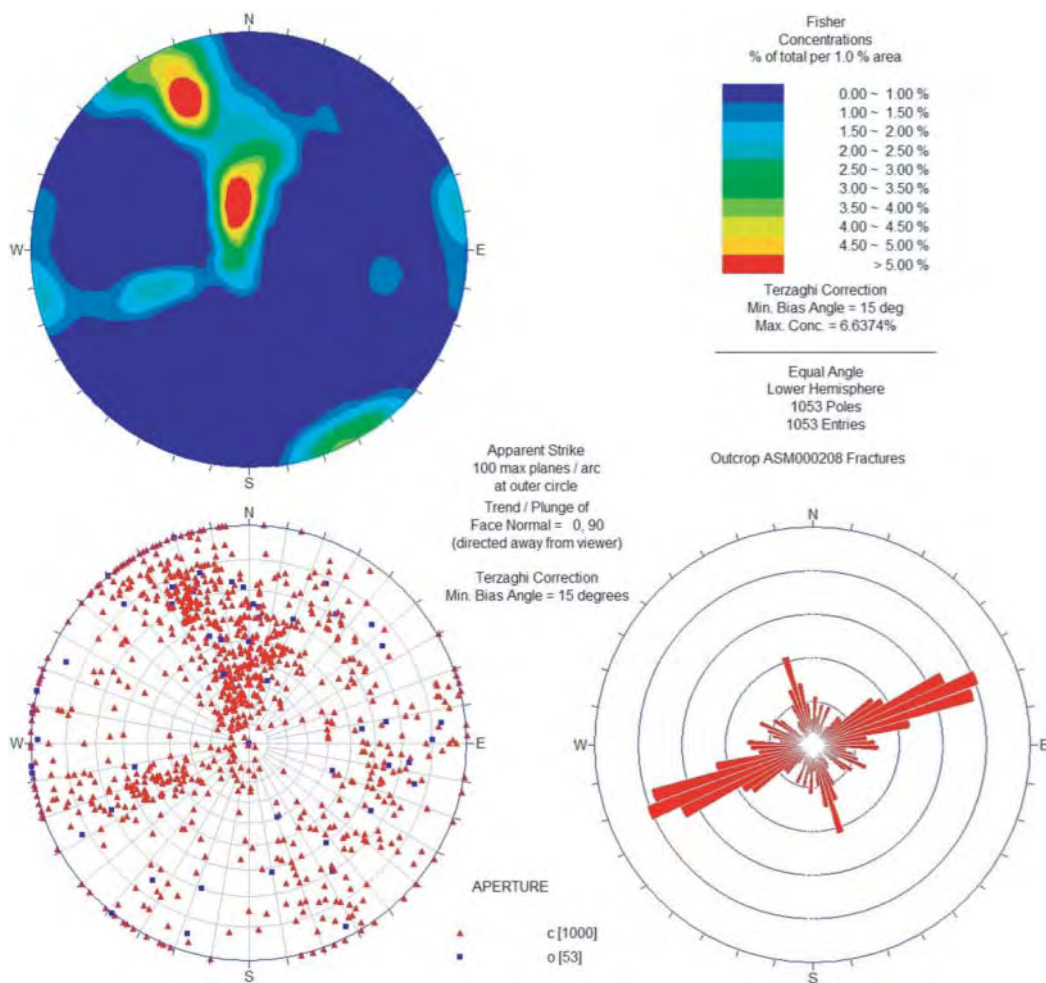 N
W
E
S
Fisher
Concentrations
% of total per 1.0 % area
0.00 ~ 1.00 %
1.00 ~ 1.50 %
1.50 ~ 2.00 %
2.00 ~ 2.50 %
2.50 ~ 3.00 %
3.00 ~ 3.50 %
3.50 ~ 4.00 %
4.00 ~ 4.50 %
4.50 ~ 5.00 %
> 5.00 %
Terzaghi Correction
Min. Bias Angle = 15 deg
Max. Conc. = 6.6374%
Equal Angle
Lower Hemisphere
1053 Poles
1053 Entries
Outcrop ASM000208 Fractures
Apparent Strike
100 max planes / arc
at outer circle
Trend / Plunge of
Face Normal = 0, 90
(directed away from viewer)
Terzaghi Correction
Min. Bias Angle = 15 degrees
N
W
E
S
APERTURE
c [1000]
o [53]
N
W
E
S